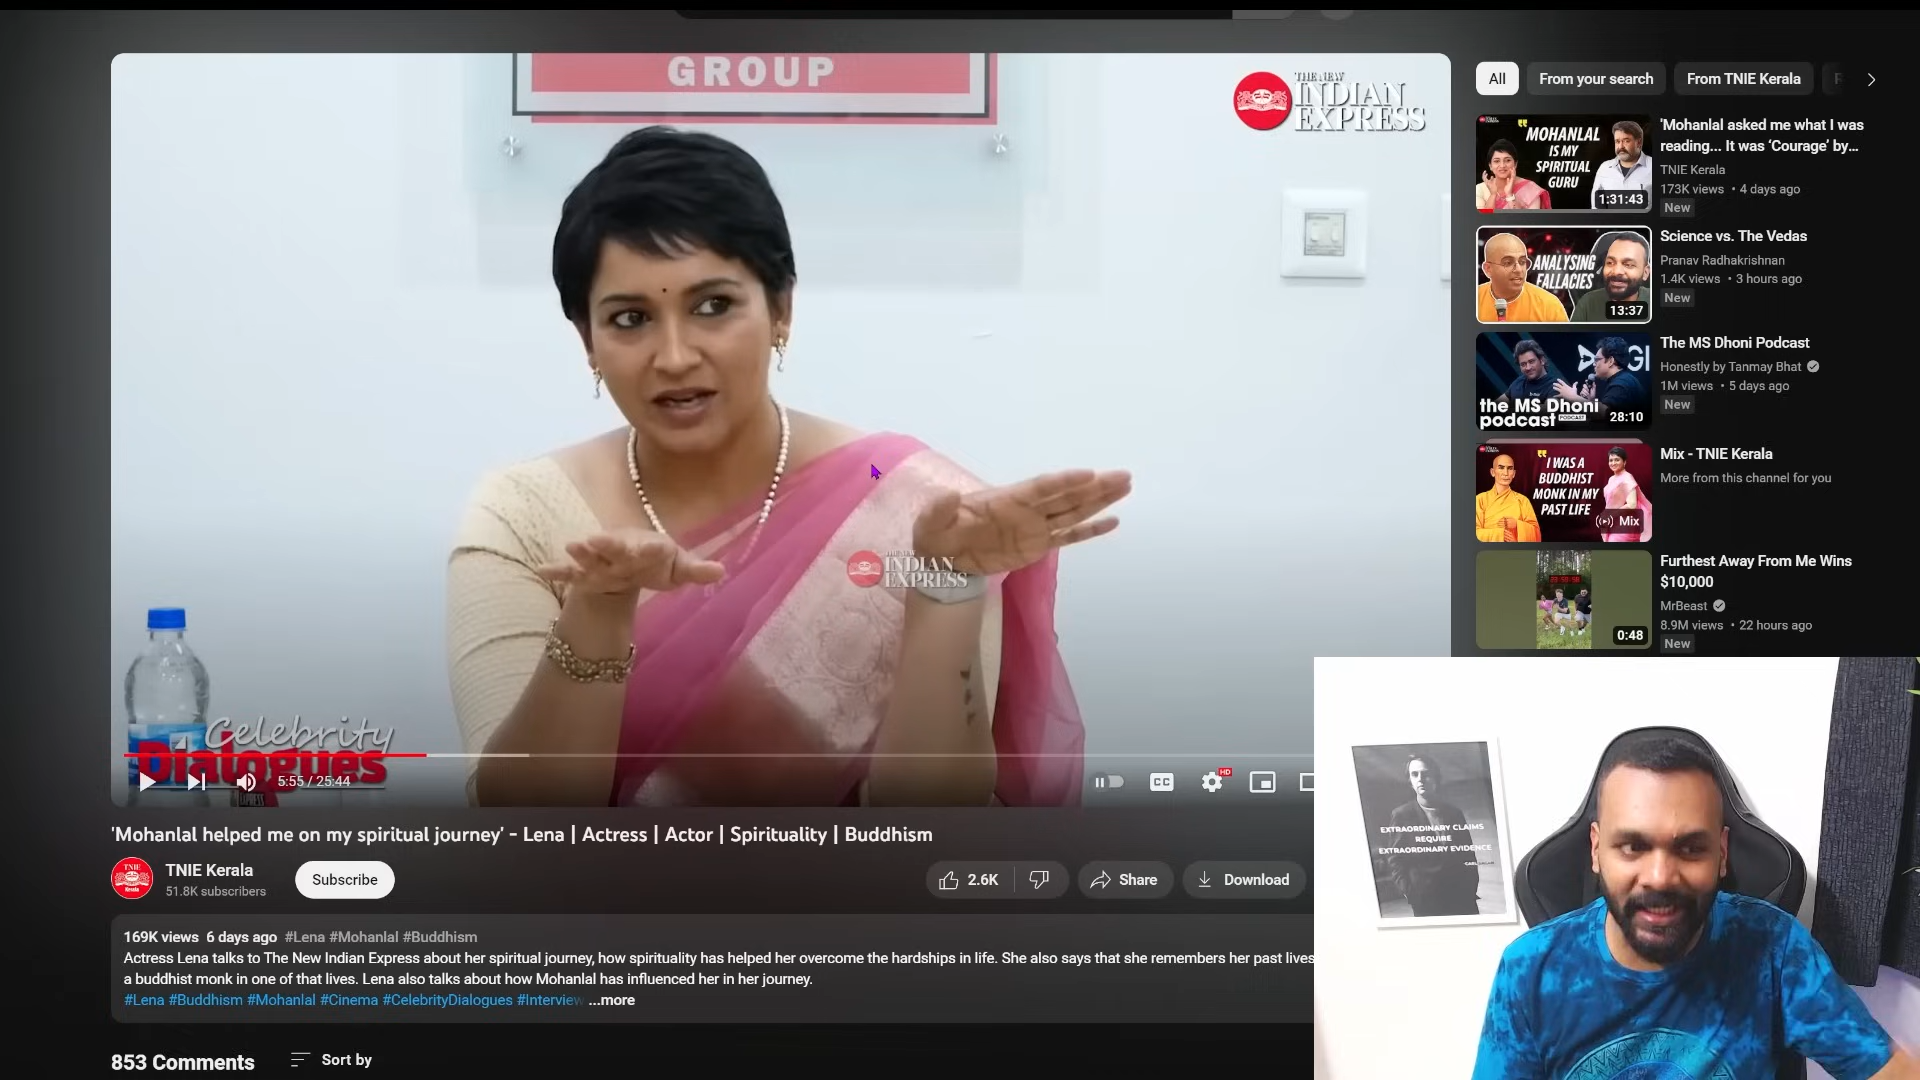 GROUP
THE NEW
INDIAN
EXPRESS
THE NEW
INDIAN
EXPRESS
Celebrity
Dialogues
EXPRESS
5:55 / 25:44
CC
HD
'Mohanlal helped me on my spiritual journey' - Lena | Actress | Actor | Spirituality | Buddhism
TNIE
Kerala
TNIE Kerala
51.8K subscribers
Subscribe
2.6K
Share
Download
169K views 6 days ago #Lena #Mohanlal #Buddhism
Actress Lena talks to The New Indian Express about her spiritual journey, how spirituality has helped her overcome the hardships in life. She also says that she remembers her past lives
a buddhist monk in one of that lives. Lena also talks about how Mohanlal has influenced her in her journey.
#Lena #Buddhism #Mohanlal #Cinema #CelebrityDialogues #Interview ...more
853 Comments
Sort by
All
From your search
From TNIE Kerala
"MOHANLAL
IS MY
SPIRITUAL
GURU
1:31:43
'Mohanlal asked me what I was
reading... It was ‘Courage’ by...
TNIE Kerala
173K views • 4 days ago
New
ANALYSING
FALLACIES
13:37
Science vs. The Vedas
Pranav Radhakrishnan
1.4K views • 3 hours ago
New
the MS Dhoni
podcast
PODCAST
28:10
The MS Dhoni Podcast
Honestly by Tanmay Bhat
1M views • 5 days ago
New
"I WAS A
BUDDHIST
MONK IN MY
PAST LIFE
Mix
Mix - TNIE Kerala
More from this channel for you
0:48
Furthest Away From Me Wins
$10,000
MrBeast
8.9M views • 22 hours ago
New
EXTRAORDINARY CLAIMS
REQUIRE
EXTRAORDINARY EVIDENCE